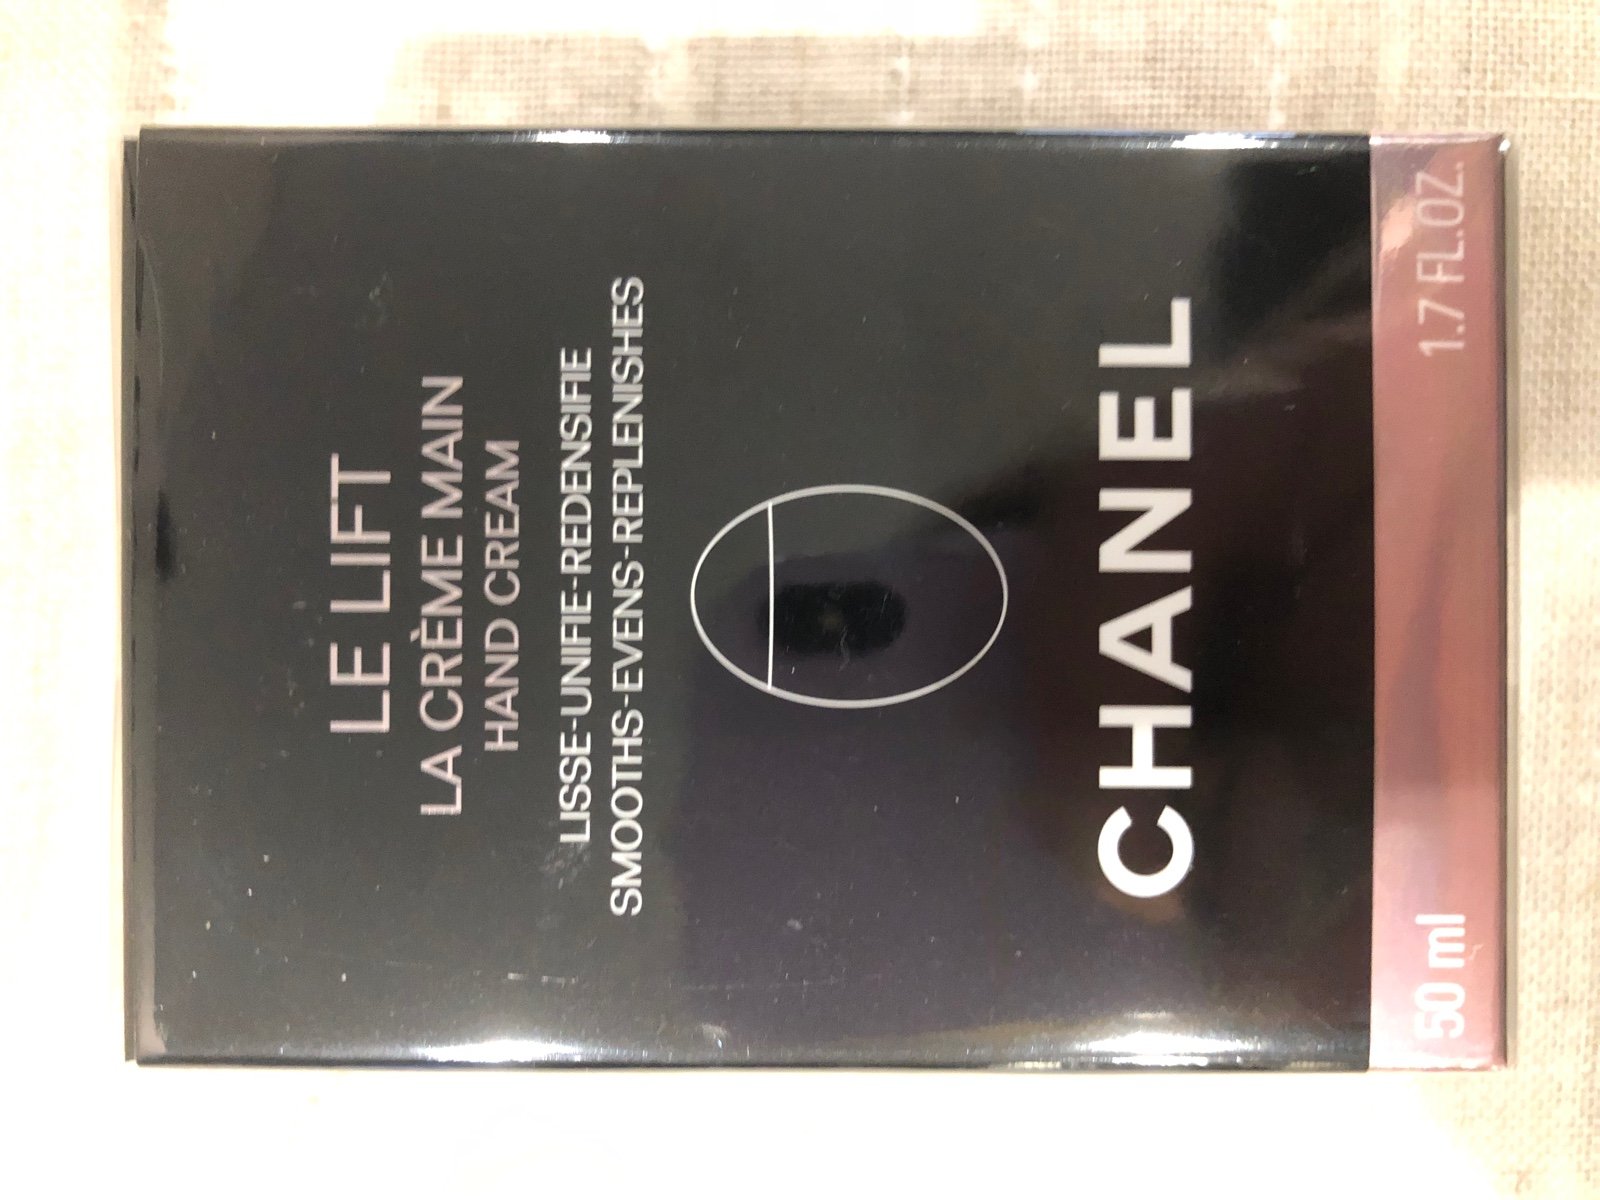 LE LIFT
LA CRÈME MAIN
HAND CREAM
LISSE-UNIFIE-REDENSIFIE
SMOOTHS-EVENS-REPLENISHES
CHANEL
50 ml 1.7 FL.OZ.